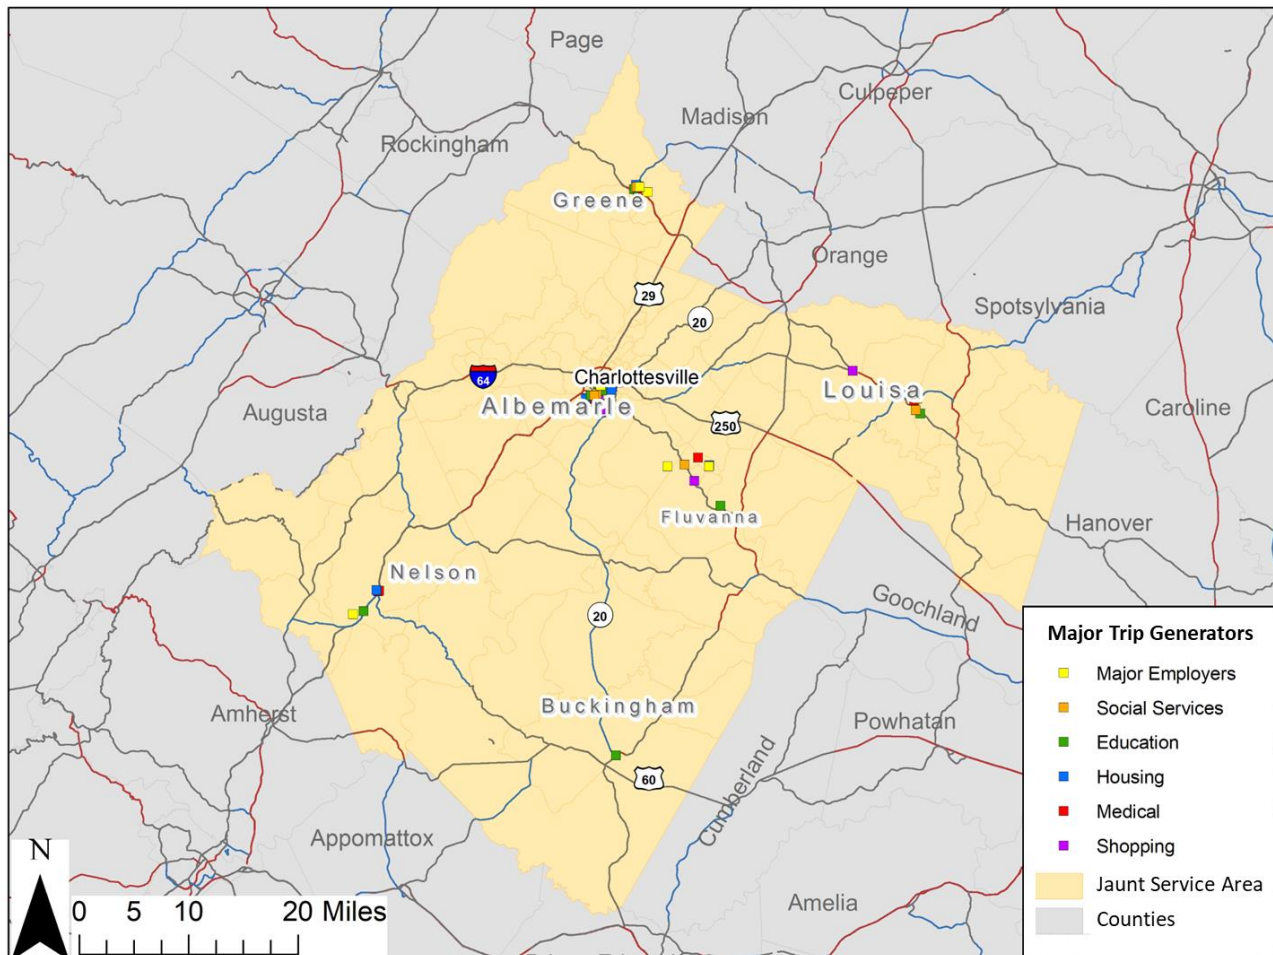 Page
Madison
Culpeper
Rockingham
Greene
Orange
29
20
Spotsylvania
64
Charlottesville
Augusta
Albemarle
Louisa
Caroline
250
Fluvanna
Hanover
Nelson
Goochland
20
Amherst
Buckingham
Powhatan
60
Cumberland
Appomattox
Amelia
N
0 5 10 20 Miles
Major Trip Generators
Major Employers
Social Services
Education
Housing
Medical
Shopping
Jaunt Service Area
Counties